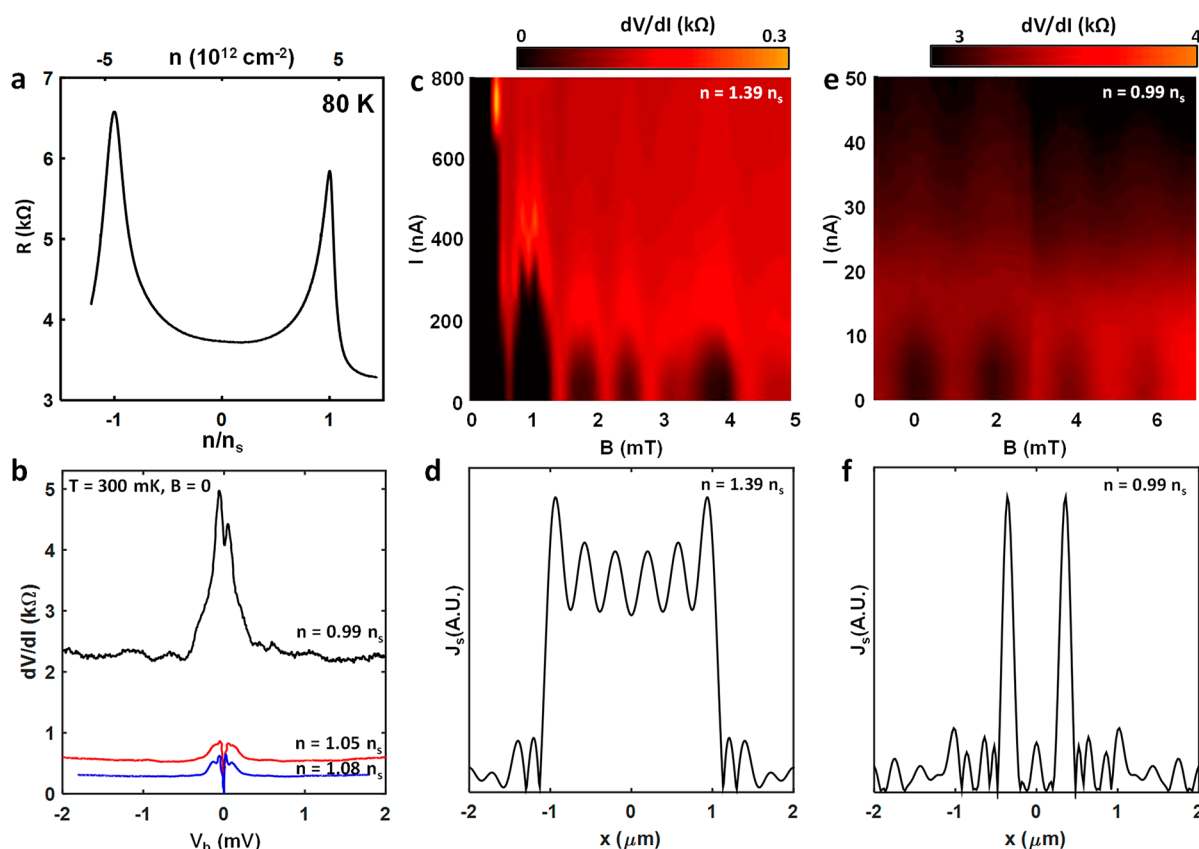 a
n (10¹² cm⁻²)
-5 5
80 K
R (kΩ)
7
6
5
4
3
-1 0 1
n/nₛ
c
dV/dI (kΩ)
0 0.3
n = 1.39 nₛ
I (nA)
800
600
400
200
0
0 1 2 3 4 5
B (mT)
e
dV/dI (kΩ)
3 4
n = 0.99 nₛ
I (nA)
50
40
30
20
10
0
0 2 4 6
B (mT)
b
T = 300 mK, B = 0
dV/dI (kΩ)
5
4
3
2
1
0
n = 0.99 nₛ
n = 1.05 nₛ
n = 1.08 nₛ
-2 -1 0 1 2
V_b (mV)
d
n = 1.39 nₛ
Jₛ(A.U.)
-2 -1 0 1 2
x (μm)
f
n = 0.99 nₛ
Jₛ(A.U.)
-2 -1 0 1 2
x (μm)